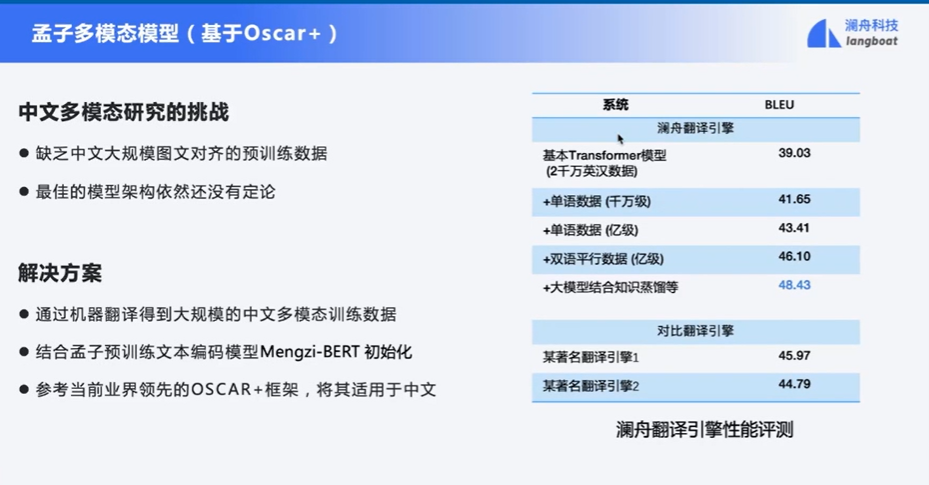 孟子多模态模型（基于Oscar+）
澜舟科技
langboat
中文多模态研究的挑战
● 缺乏中文大规模图文对齐的预训练数据
● 最佳的模型架构依然还没有定论
解决方案
● 通过机器翻译得到大规模的中文多模态训练数据
● 结合孟子预训练文本编码模型Mengzi-BERT 初始化
● 参考当前业界领先的OSCAR+框架，将其适用于中文
系统 BLEU
澜舟翻译引擎
基本Transformer模型 39.03
(2千万英汉数据)
+单语数据 (千万级) 41.65
+单语数据 (亿级) 43.41
+双语平行数据 (亿级) 46.10
+大模型结合知识蒸馏等 48.43
对比翻译引擎
某著名翻译引擎1 45.97
某著名翻译引擎2 44.79
澜舟翻译引擎性能评测